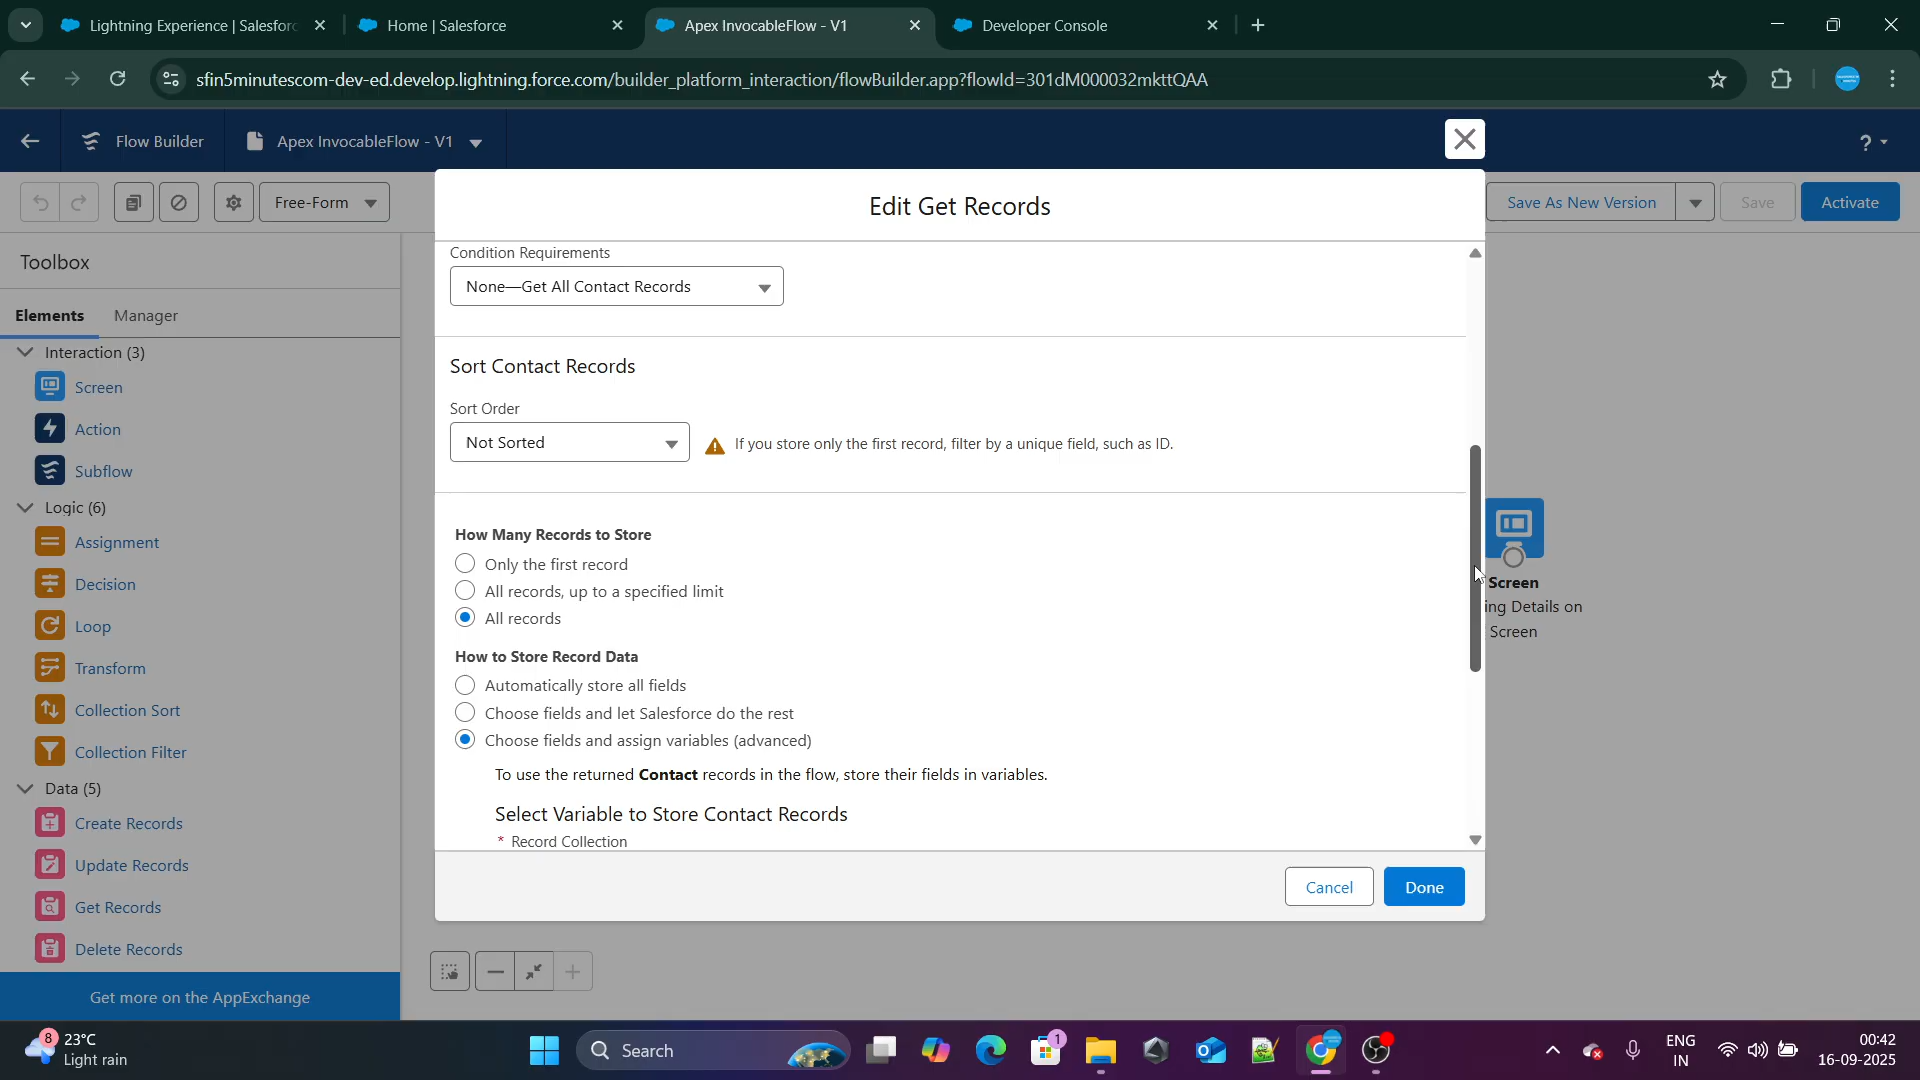 Lightning Experience | Salesforc
Home | Salesforce
Apex InvocableFlow - V1
Developer Console
sfin5minutescom-dev-ed.develop.lightning.force.com/builder_platform_interaction/flowBuilder.app?flowId=301dM000032mkttQAA
Flow Builder
Apex InvocableFlow - V1
?
Free-Form
Edit Get Records
Save As New Version
Save
Activate
Toolbox
Elements
Manager
Interaction (3)
Screen
Action
Subflow
Logic (6)
Assignment
Decision
Loop
Transform
Collection Sort
Collection Filter
Data (5)
Create Records
Update Records
Get Records
Delete Records
Get more on the AppExchange
Condition Requirements
None—Get All Contact Records
Sort Contact Records
Sort Order
Not Sorted
If you store only the first record, filter by a unique field, such as ID.
How Many Records to Store
Only the first record
All records, up to a specified limit
All records
How to Store Record Data
Automatically store all fields
Choose fields and let Salesforce do the rest
Choose fields and assign variables (advanced)
To use the returned Contact records in the flow, store their fields in variables.
Select Variable to Store Contact Records
* Record Collection
Cancel
Done
Screen
ing Details on
Screen
8
23°C
Light rain
Search
1
ENG
IN
00:42
16-09-2025